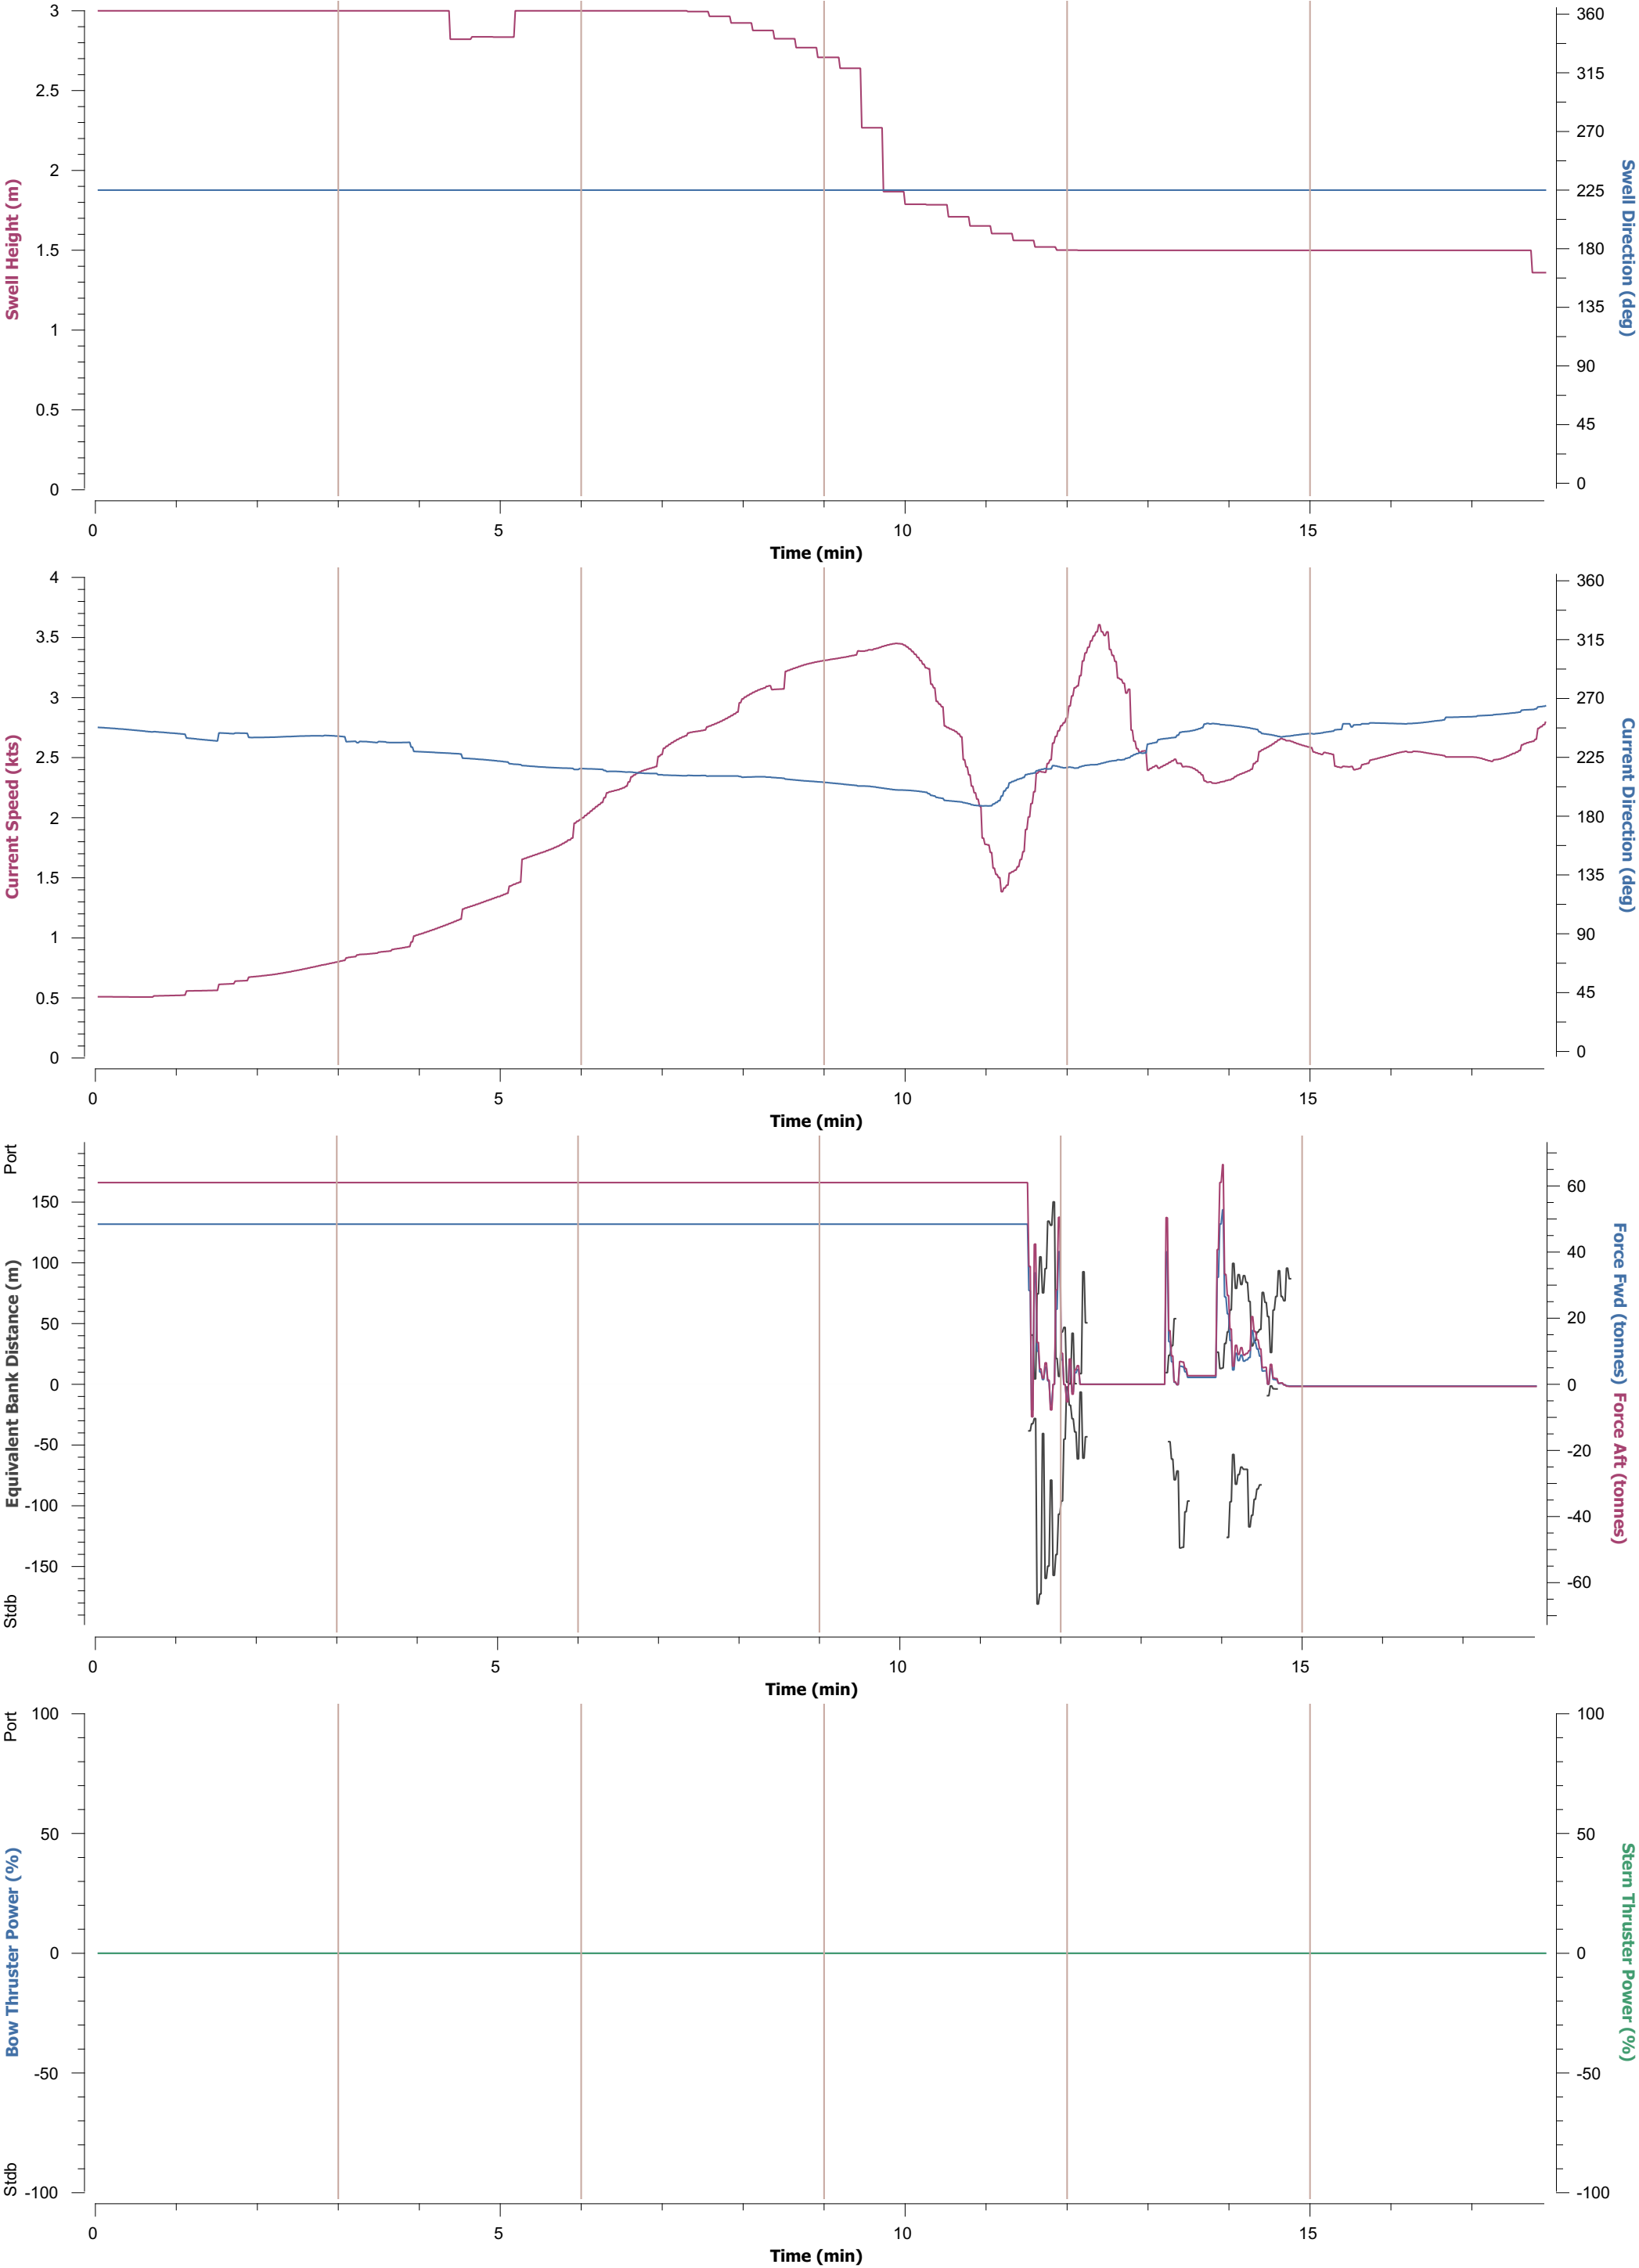 Swell Height (m)
3
2.5
2
1.5
1
0.5
0
360
315
270
225
180
135
90
45
0
Swell Direction (deg)
0 5 10 15
Time (min)
Current Speed (kts)
4
3.5
3
2.5
2
1.5
1
0.5
0
360
315
270
225
180
135
90
45
0
Current Direction (deg)
0 5 10 15
Time (min)
Port
Stdb
Equivalent Bank Distance (m)
150
100
50
0
-50
-100
-150
60
40
20
0
-20
-40
-60
Force Fwd (tonnes) Force Aft (tonnes)
0 5 10 15
Time (min)
Port
Stdb
Bow Thruster Power (%)
100
50
0
-50
-100
100
50
0
-50
-100
Stern Thruster Power (%)
0 5 10 15
Time (min)